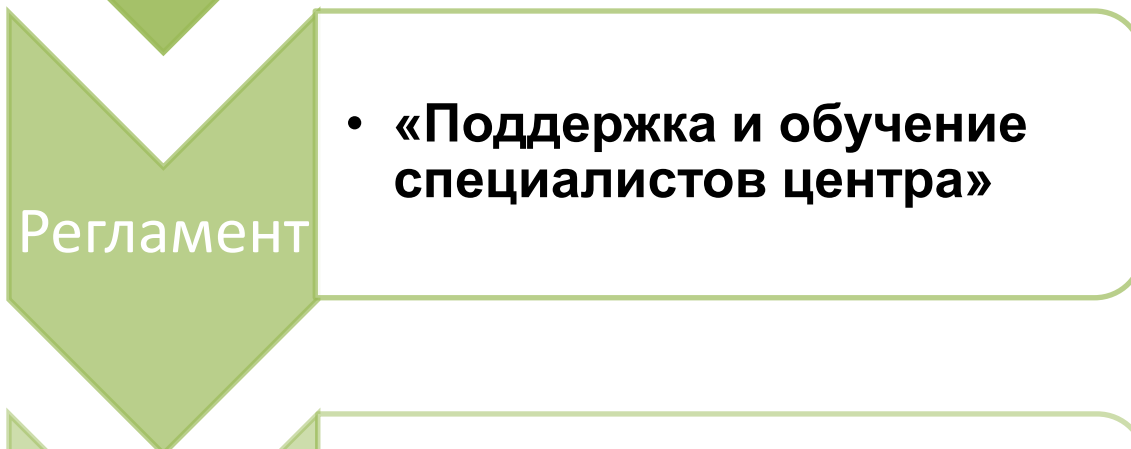 Регламент
• «Поддержка и обучение
специалистов центра»